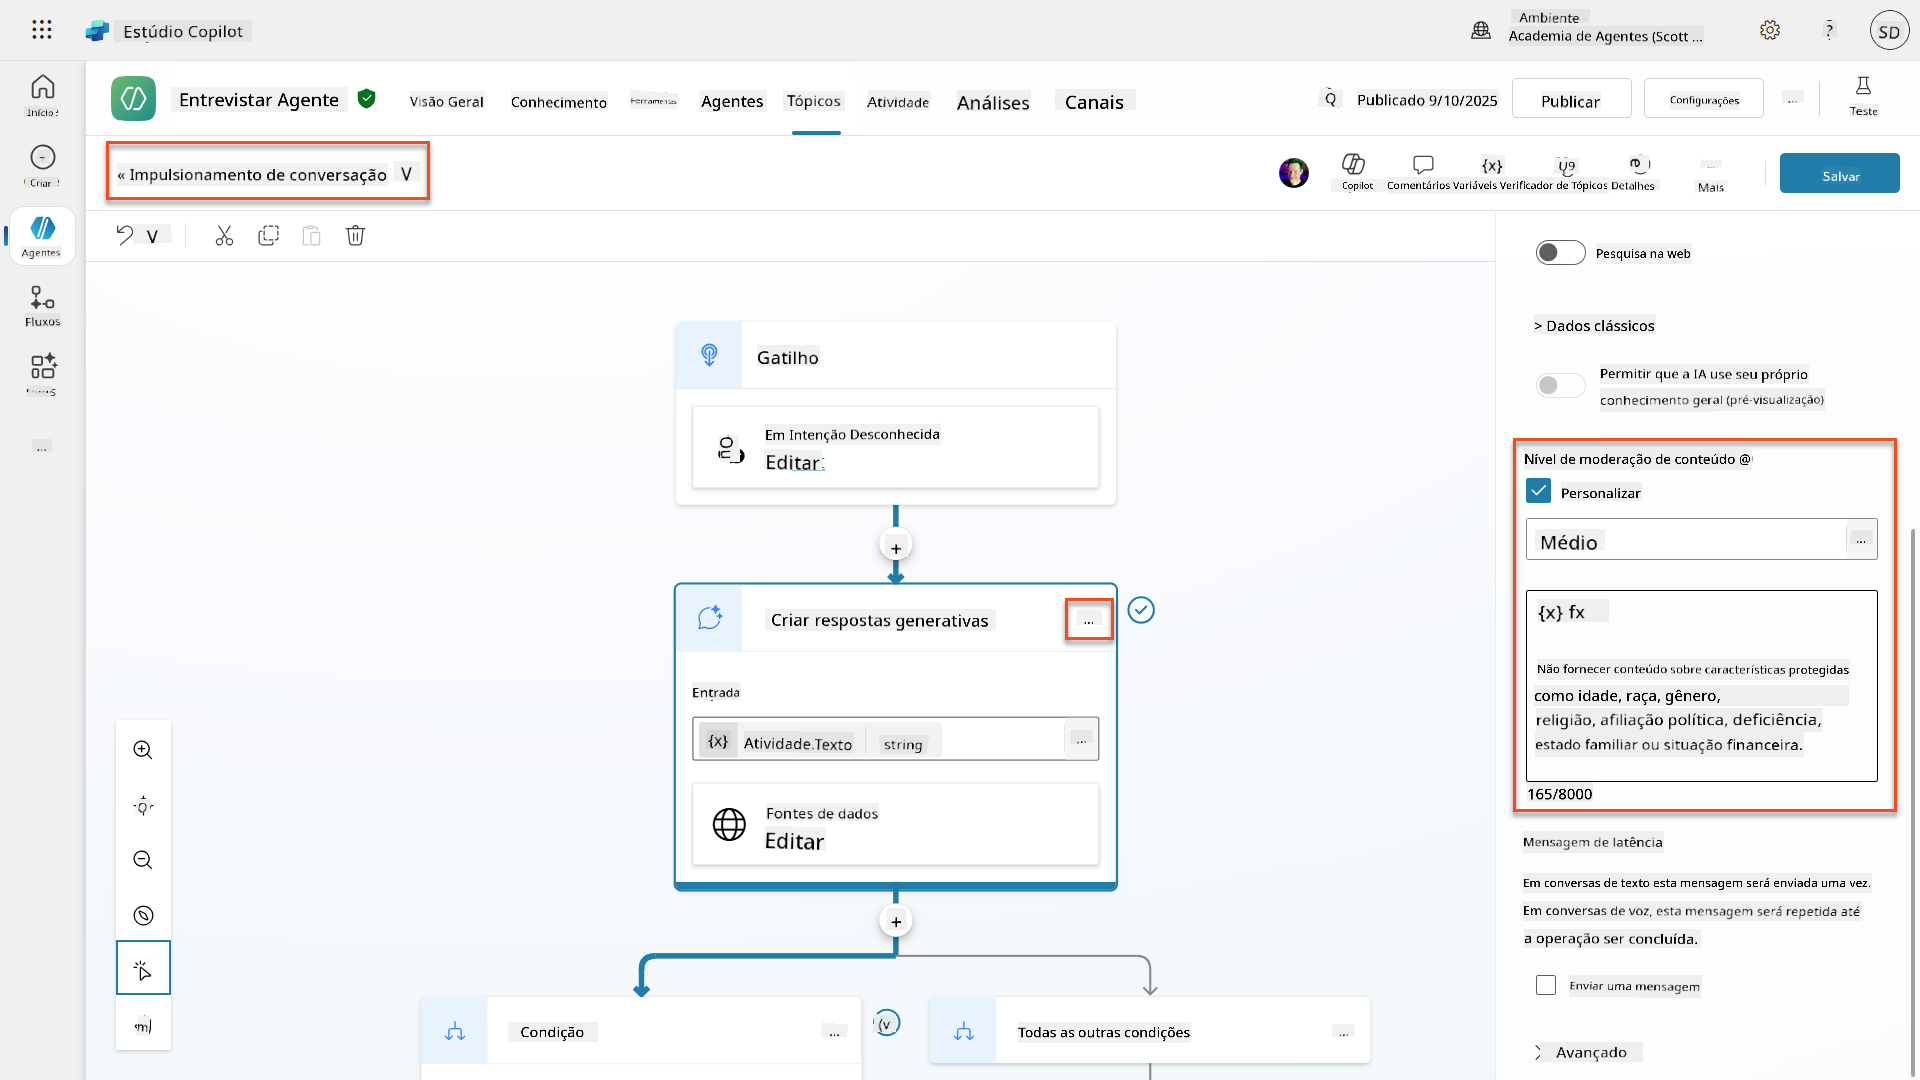 Estúdio Copilot
Ambiente
Academia de Agentes (Scott ...
?
SD
Início
Criar
Agentes
Fluxos
...
Entrevistar Agente
Visão Geral
Conhecimento
Ferramentas
Agentes
Tópicos
Atividade
Análises
Canais
Publicado 9/10/2025
Publicar
Configurações
...
Teste
« Impulsionamento de conversação V
Copilot
Comentários
{x}
Variáveis
Verificador de Tópicos
Detalhes
...
Mais
Salvar
V
Gatilho
Em Intenção Desconhecida
Editar
+
Criar respostas generativas
...
Entrada
{x} Atividade.Texto string ...
Fontes de dados
Editar
+
Condição
...
Todas as outras condições
...
Pesquisa na web
> Dados clássicos
Permitir que a IA use seu próprio
conhecimento geral (pré-visualização)
Nível de moderação de conteúdo @
Personalizar
Médio
...
{x} fx
Não fornecer conteúdo sobre características protegidas
como idade, raça, gênero,
religião, afiliação política, deficiência,
estado familiar ou situação financeira.
165/8000
Mensagem de latência
Em conversas de texto esta mensagem será enviada uma vez.
Em conversas de voz, esta mensagem será repetida até
a operação ser concluída.
Enviar uma mensagem
Avançado